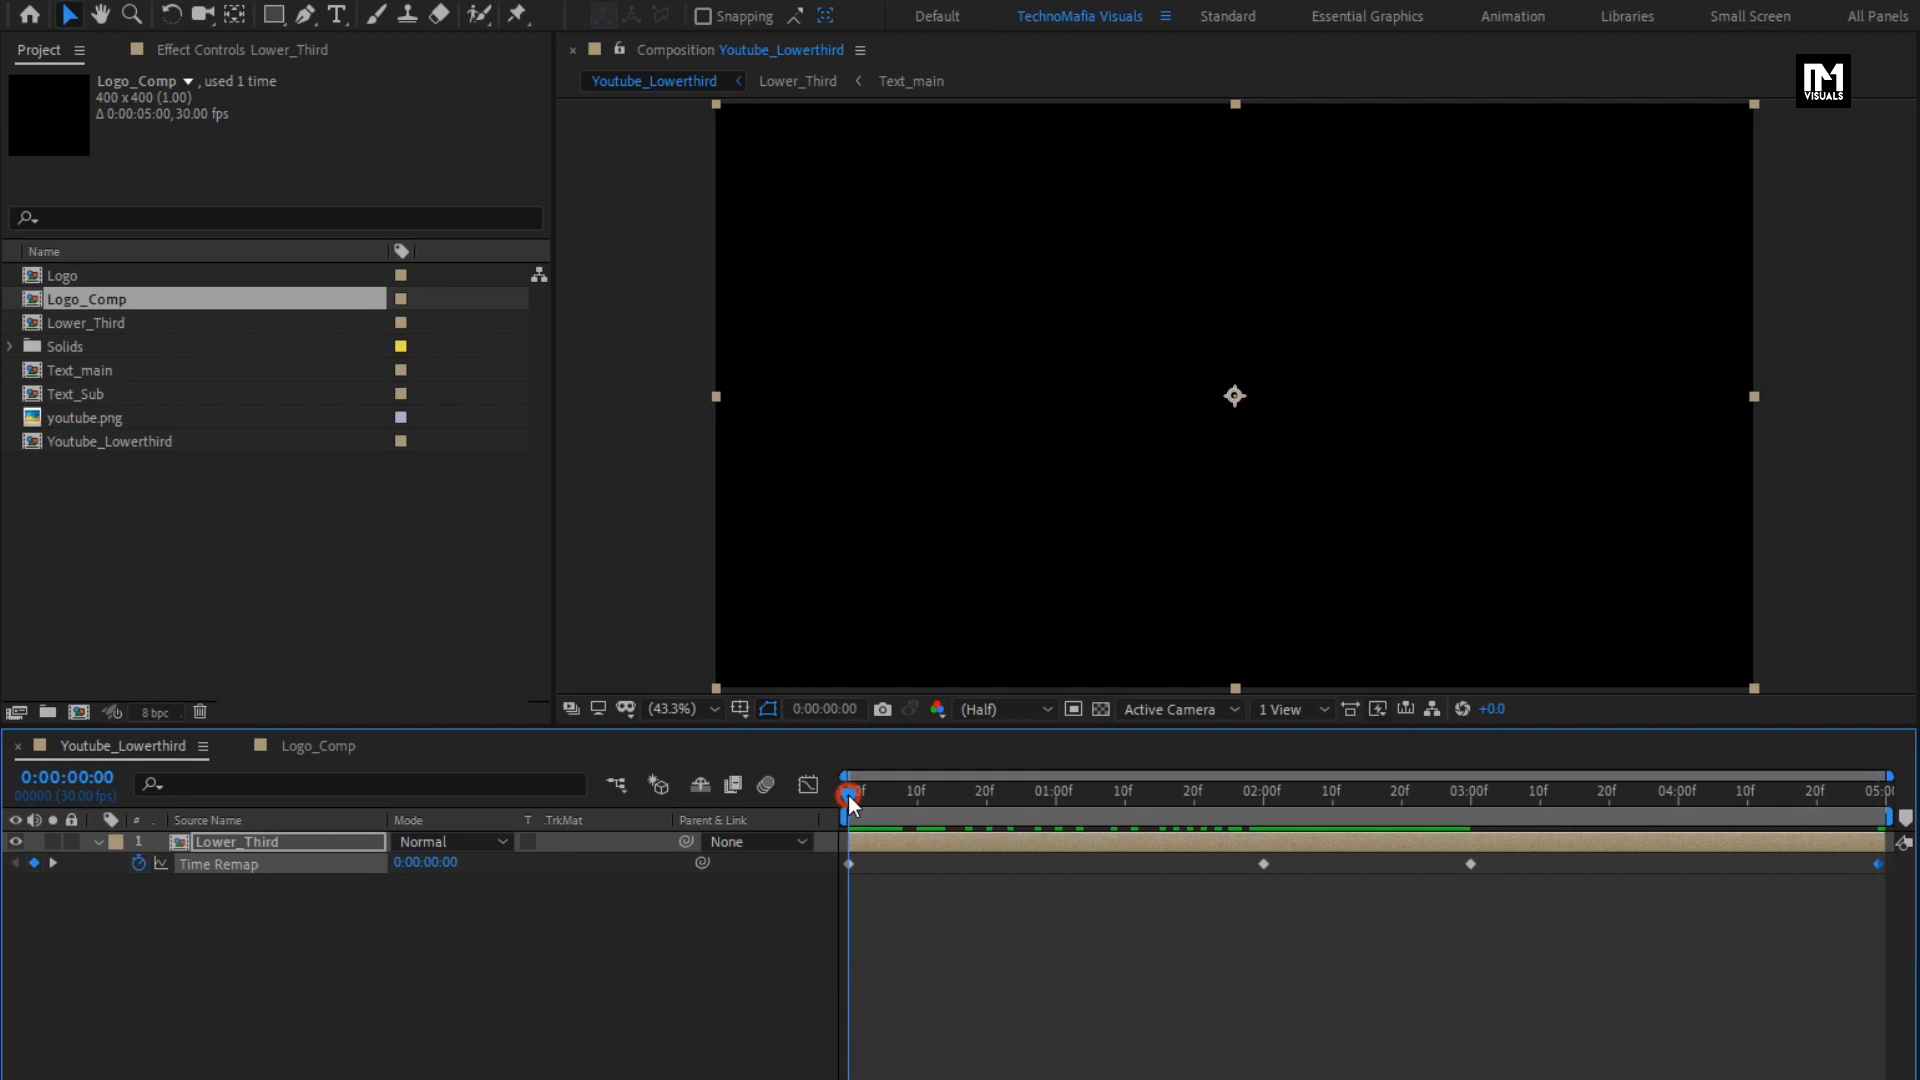 Snapping
Default
TechnoMafia Visuals
Standard
Essential Graphics
Animation
Libraries
Small Screen
All Panels
Project
Effect Controls Lower_Third
Composition Youtube_Lowerthird
Logo_Comp , used 1 time
400 x 400 (1.00)
Δ 0:00:05:00, 30.00 fps
Youtube_Lowerthird
Lower_Third
Text_main
VISUALS
Name
Logo
Logo_Comp
Lower_Third
Solids
Text_main
Text_Sub
youtube.png
Youtube_Lowerthird
8 bpc
(43.3%)
0:00:00:00
(Half)
Active Camera
1 View
+0.0
Youtube_Lowerthird
Logo_Comp
0:00:00:00
00000 (30.00 fps)
10f
20f
01:00f
10f
20f
02:00f
10f
20f
03:00f
10f
20f
04:00f
10f
20f
#
Source Name
Mode
T .TrkMat
Parent & Link
1
Lower_Third
Normal
None
Time Remap
0:00:00:00